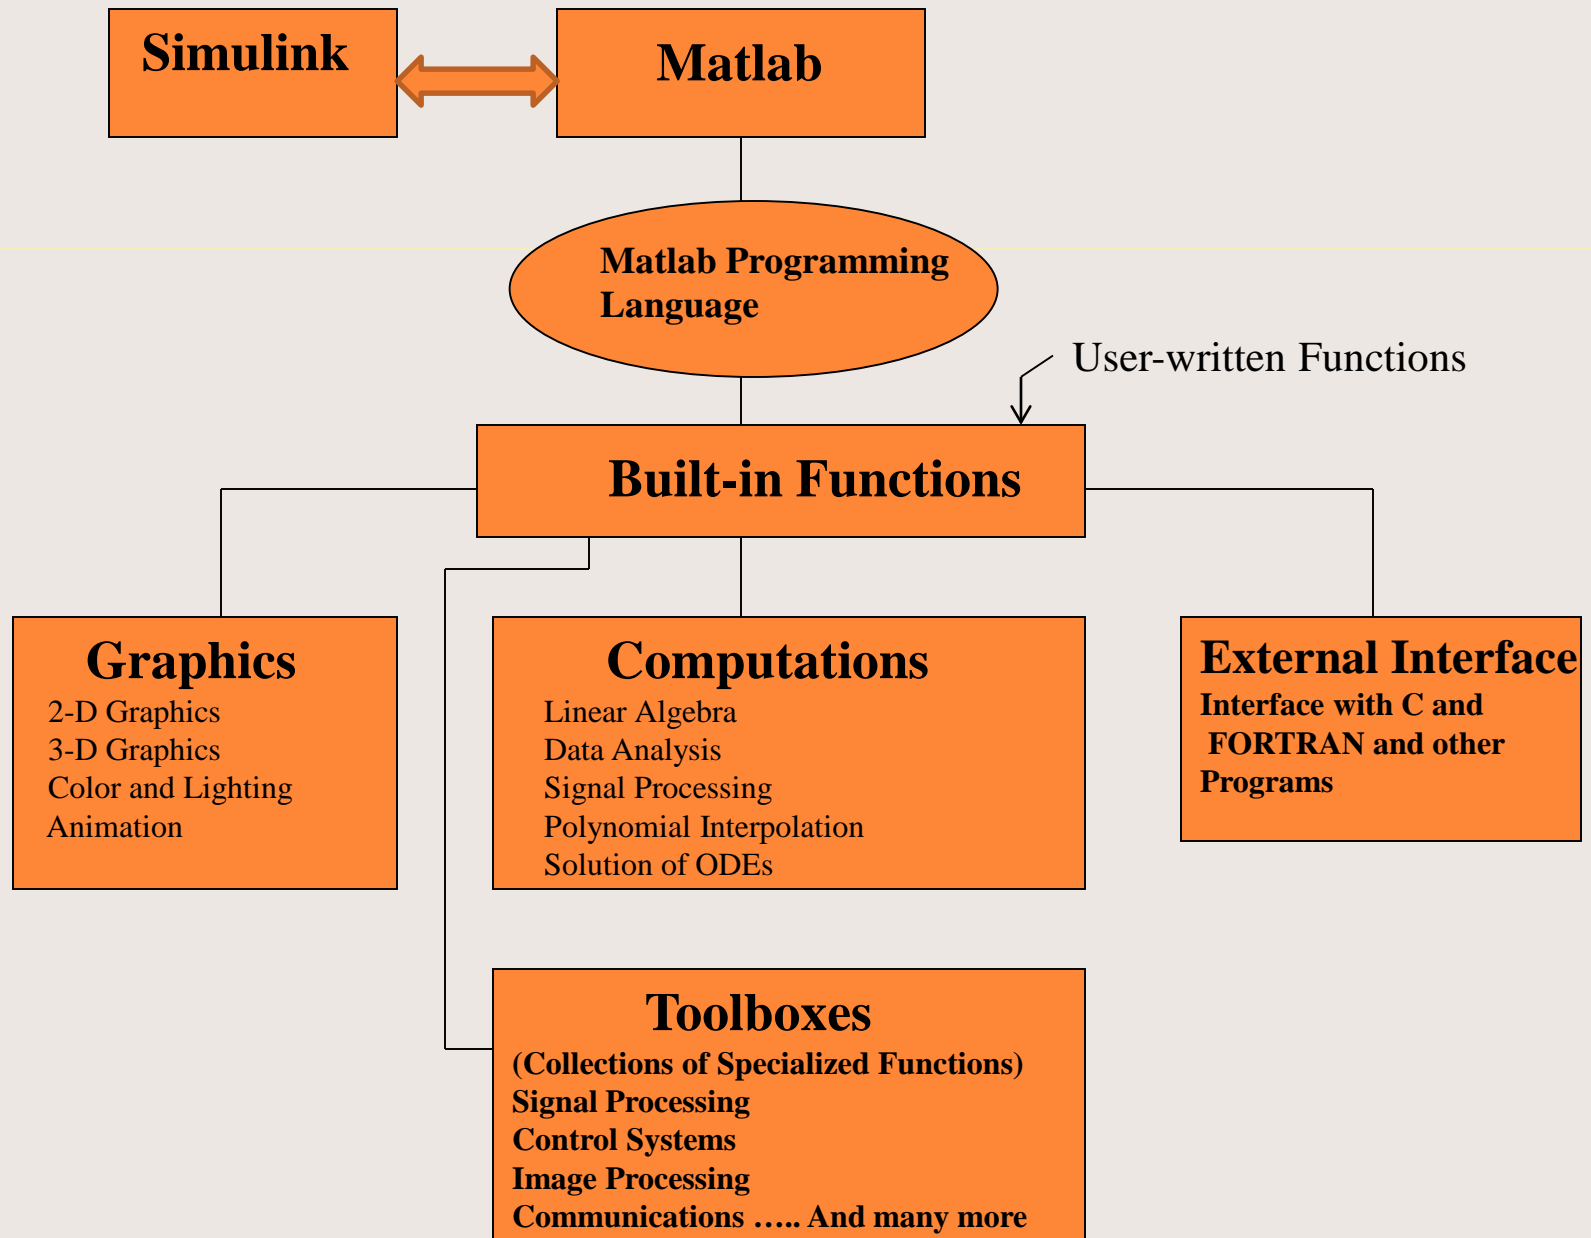 Simulink
Matlab
Matlab Programming
Language
User-written Functions
Built-in Functions
Graphics
2-D Graphics
3-D Graphics
Color and Lighting
Animation
Computations
Linear Algebra
Data Analysis
Signal Processing
Polynomial Interpolation
Solution of ODEs
External Interface
Interface with C and
FORTRAN and other
Programs
Toolboxes
(Collections of Specialized Functions)
Signal Processing
Control Systems
Image Processing
Communications ….. And many more